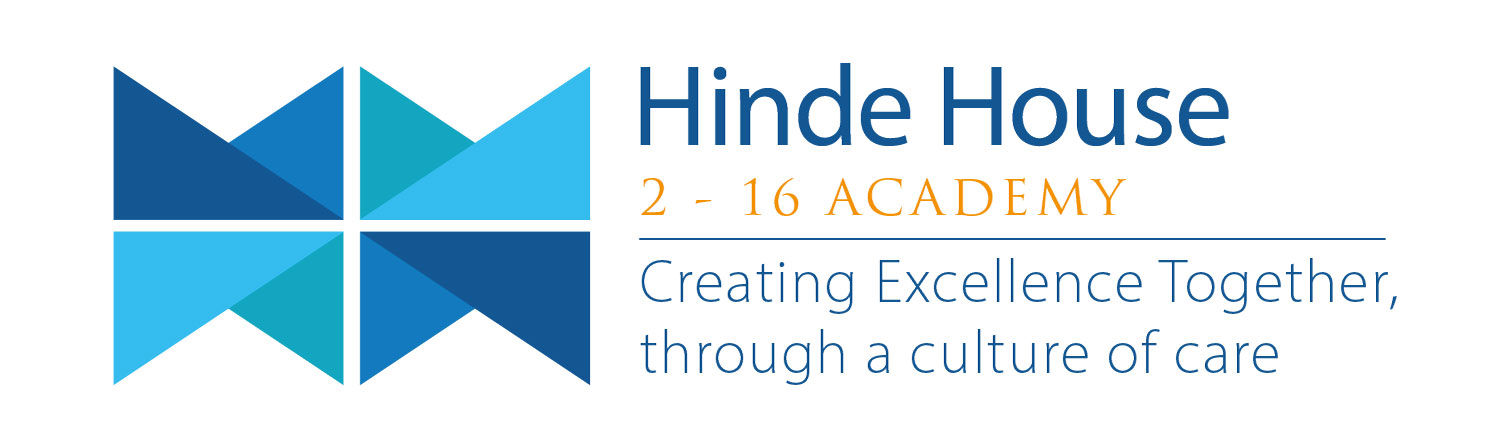 Hinde House
2 - 16 ACADEMY
Creating Excellence Together,
through a culture of care